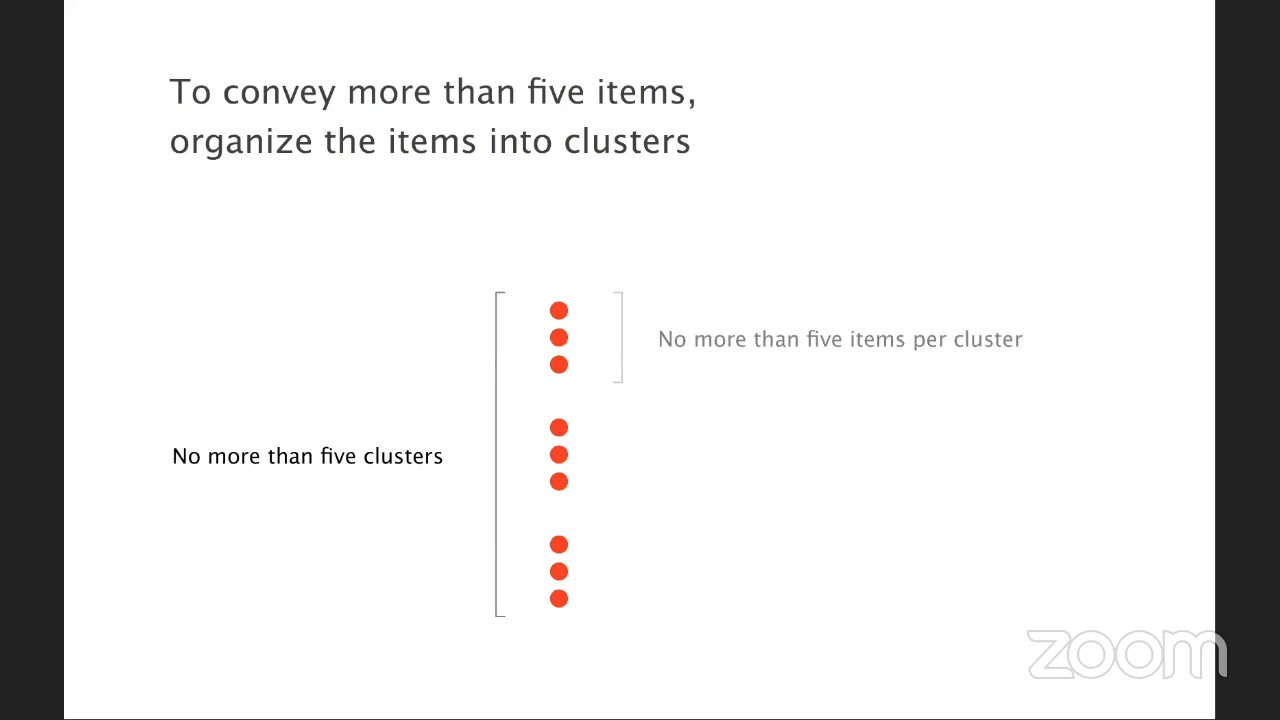 To convey more than five items,
organize the items into clusters
No more than five items per cluster
No more than five clusters
zoom